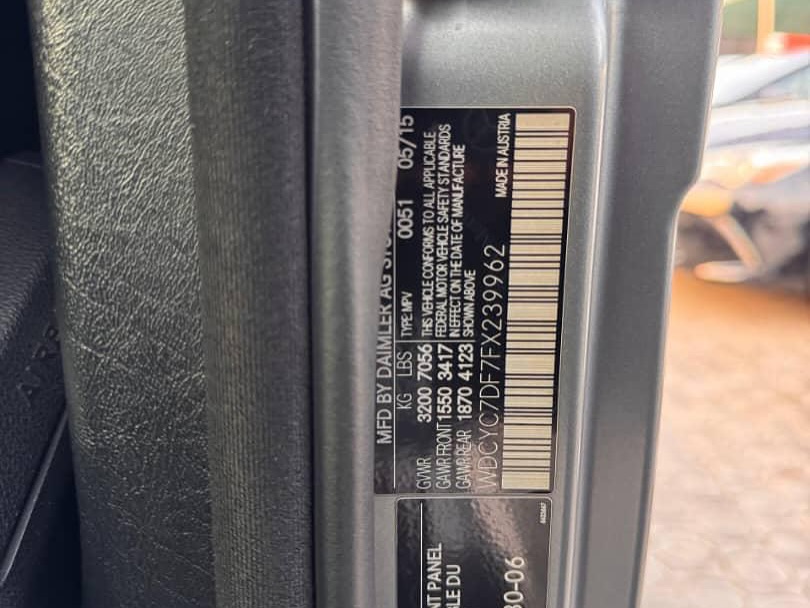 MFD BY DAIMLER AG
KG LBS TYPE: MPV 0051 05/15
GVWR 3200 7056 THIS VEHICLE CONFORMS TO ALL APPLICABLE
GAWR FRONT 1550 3417 FEDERAL MOTOR VEHICLE SAFETY STANDARDS
IN EFFECT ON THE DATE OF MANUFACTURE
GAWR REAR 1870 4123 SHOWN ABOVE
WDCYC7DF7FX239962 MADE IN AUSTRIA
NT PANEL
LE DU
30-06